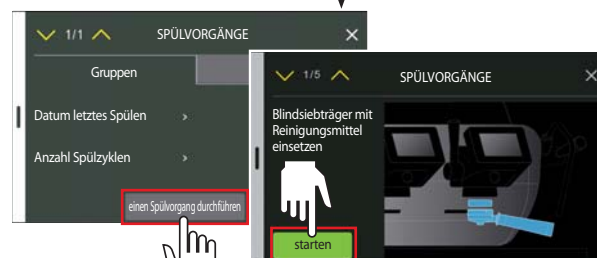 1/1 SPÜLVORGÄNGE
Gruppen
Datum letztes Spülen
Anzahl Spülzyklen
einen Spülvorgang durchführen
1/5 SPÜLVORGÄNGE
Blindsiebträger mit
Reinigungsmittel
einsetzen
starten